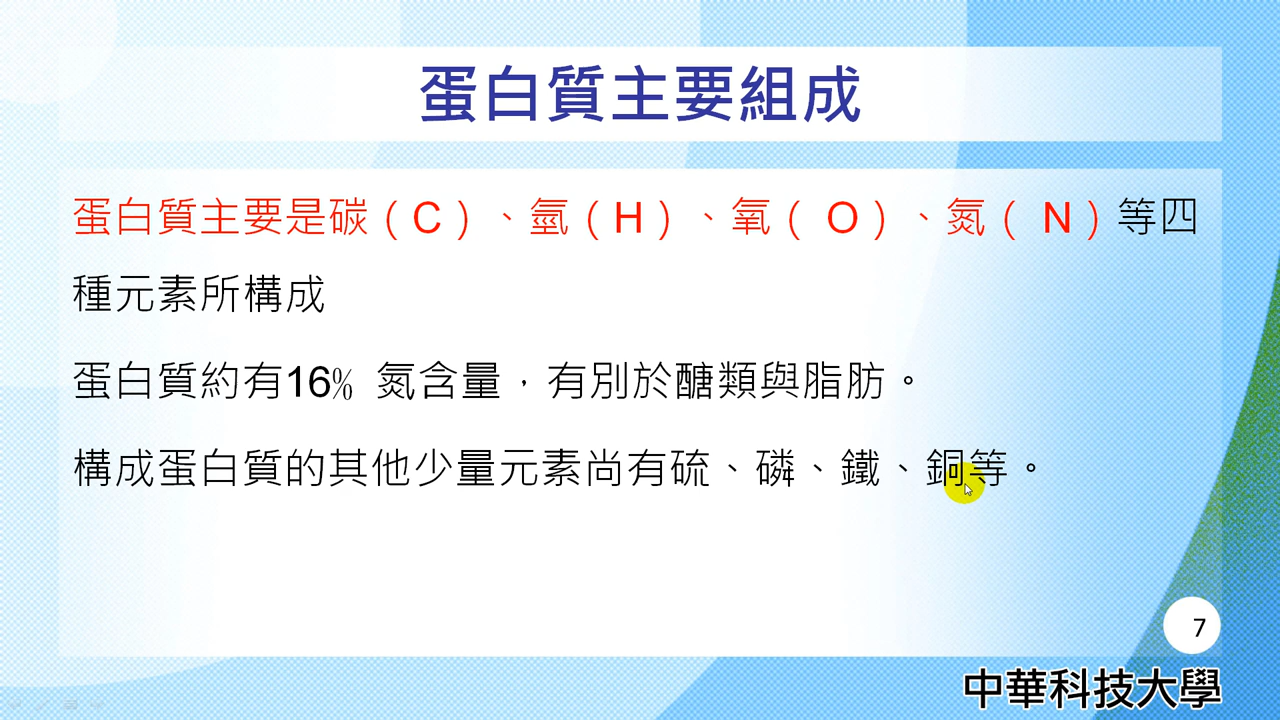 蛋白質主要組成
蛋白質主要是碳（C）、氫（H）、氧（ O）、氮（ N）等四
種元素所構成
蛋白質約有16% 氮含量，有別於醣類與脂肪。
構成蛋白質的其他少量元素尚有硫、磷、鐵、銅等。
7
中華科技大學